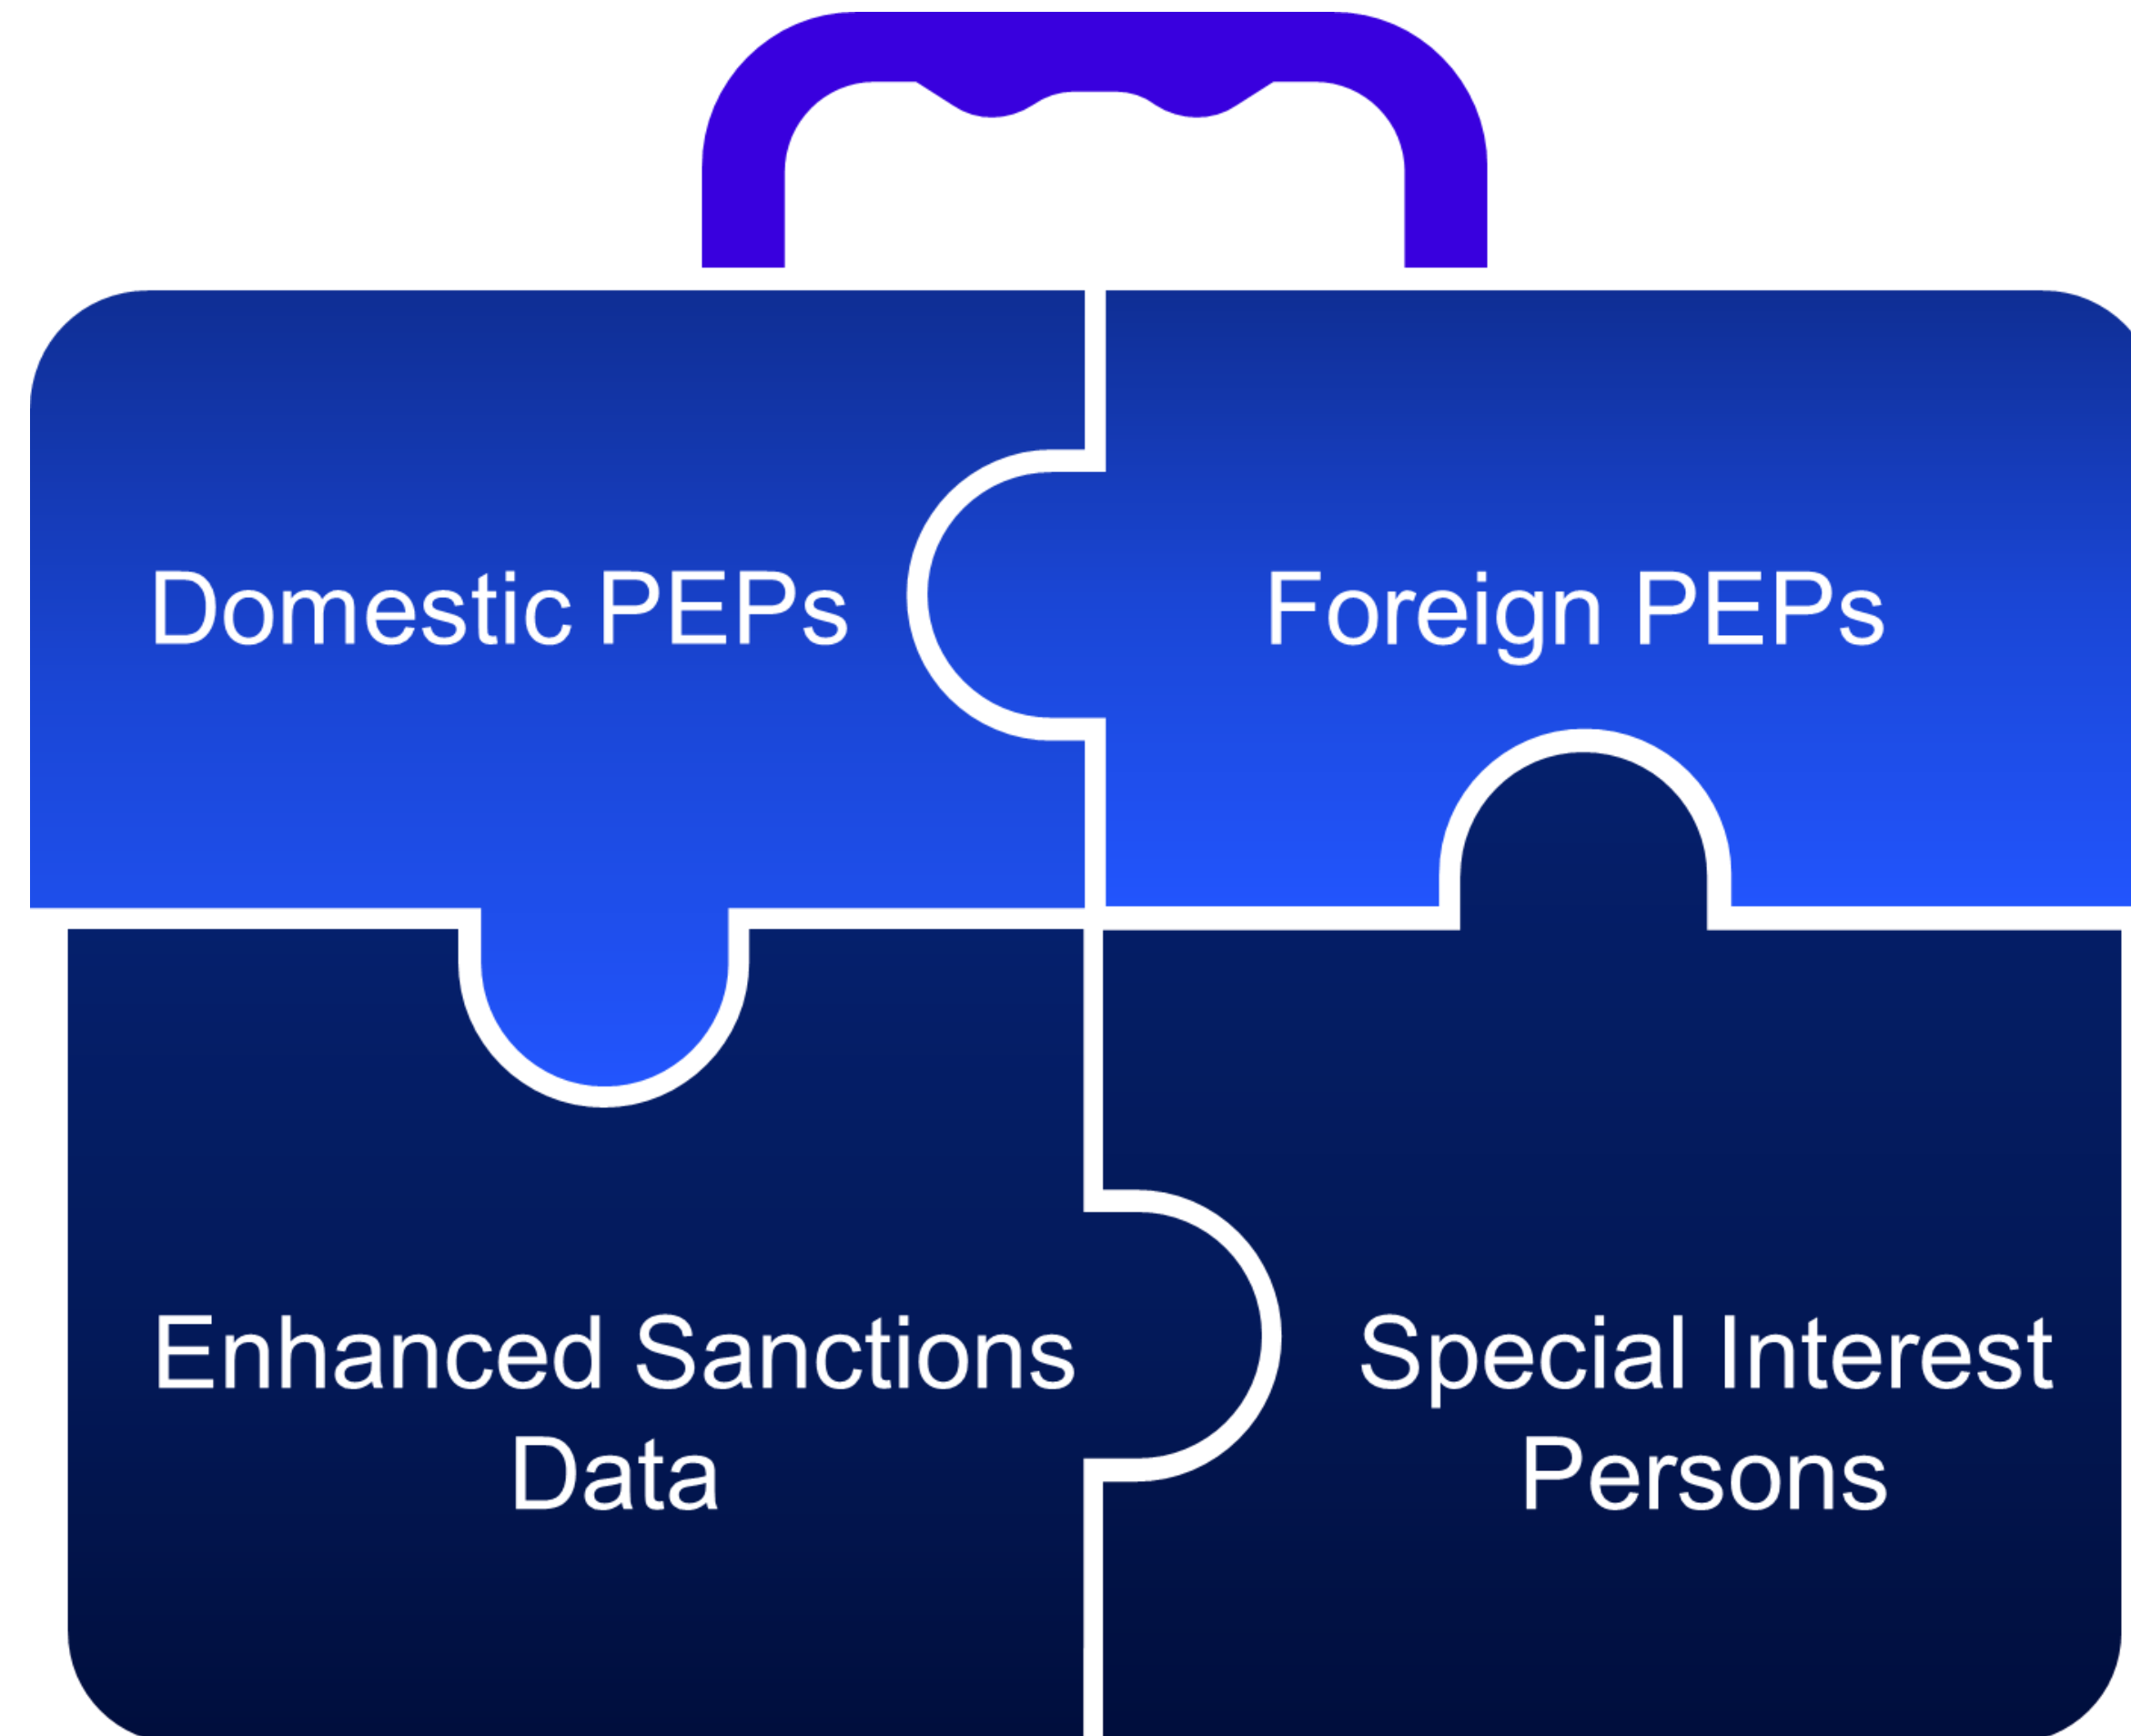 Domestic PEPs
Foreign PEPs
Enhanced Sanctions
Data
Special Interest
Persons